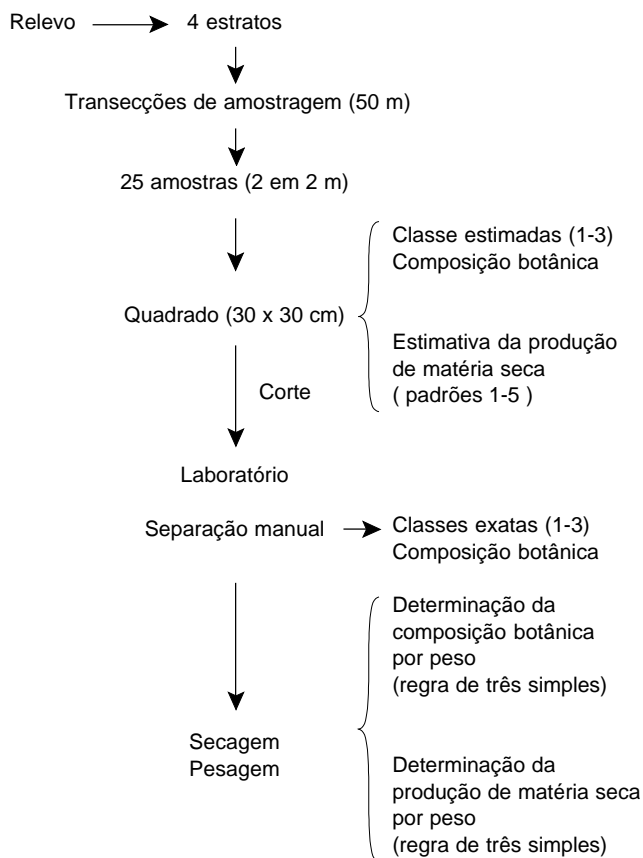 Relevo
4 estratos
Transecções de amostragem (50 m)
25 amostras (2 em 2 m)
Quadrado (30 x 30 cm)
Classe estimadas (1-3)
Composição botânica
Estimativa da produção
de matéria seca
( padrões 1-5 )
Corte
Laboratório
Separação manual
Classes exatas (1-3)
Composição botânica
Secagem
Pesagem
Determinação da
composição botânica
por peso
(regra de três simples)
Determinação da
produção de matéria seca
por peso
(regra de três simples)